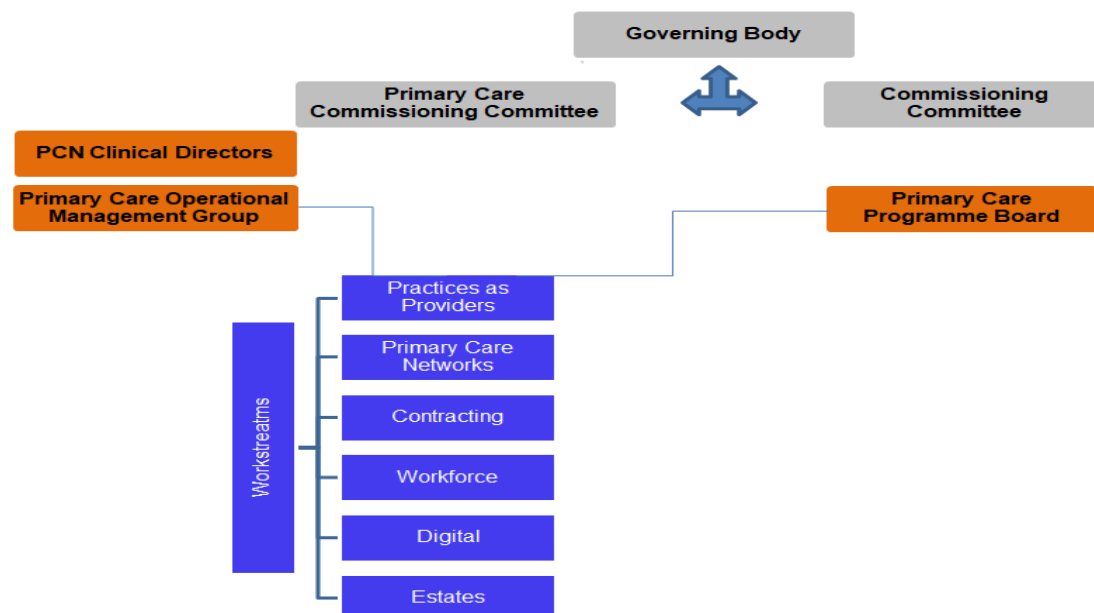 Governing Body
Primary Care
Commissioning Committee
Commissioning
Committee
PCN Clinical Directors
Primary Care Operational
Management Group
Primary Care
Programme Board
Practices as
Providers
Primary Care
Networks
Contracting
Workforce
Digital
Estates
Workstreatms